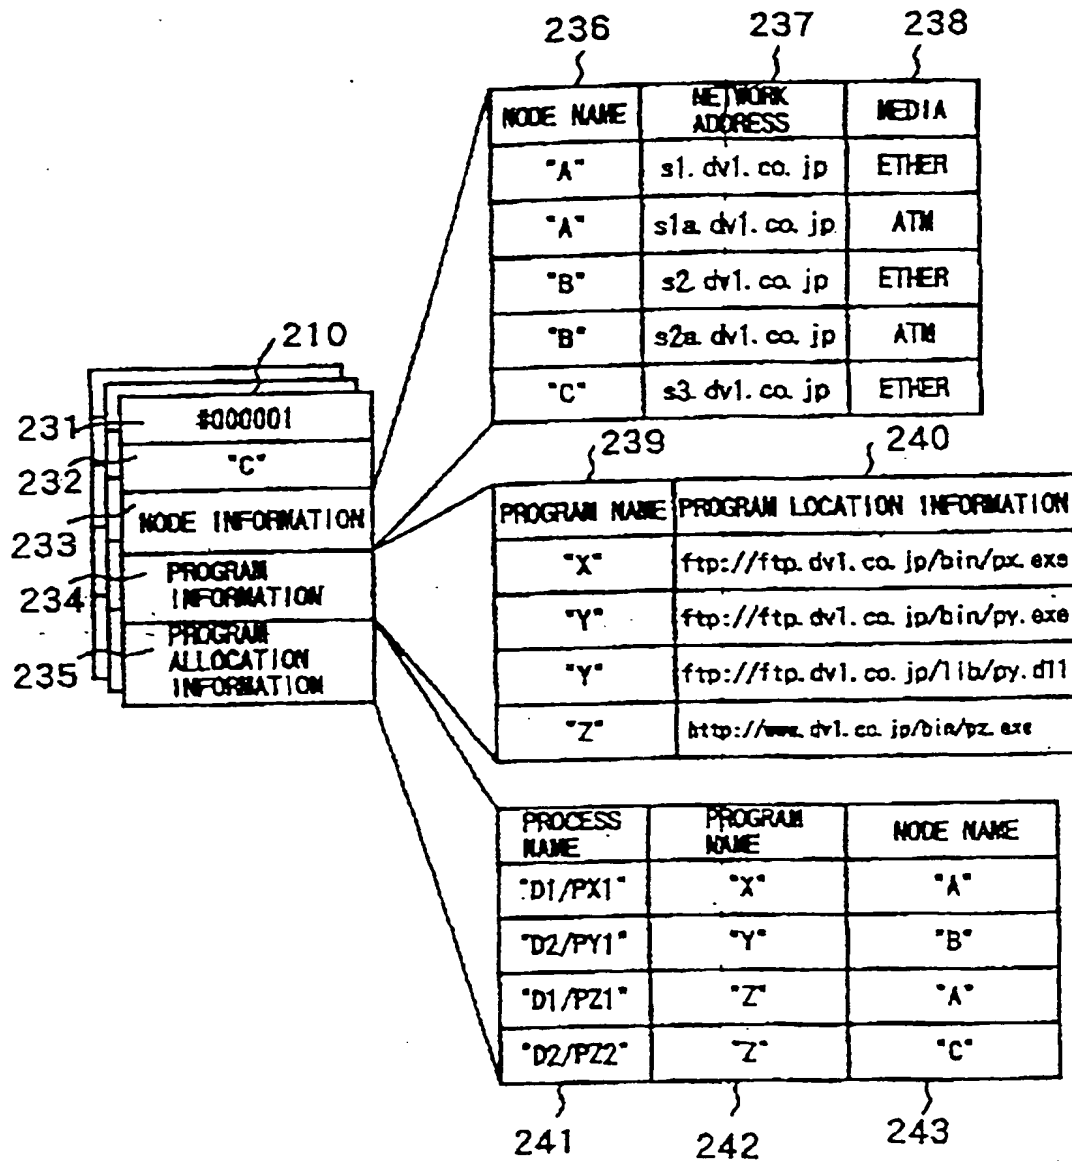 236 237 238
NODE NAME NETWORK ADDRESS MEDIA
"A" s1.dv1.co.jp ETHER
"A" s1a.dv1.co.jp ATM
"B" s2.dv1.co.jp ETHER
"B" s2a.dv1.co.jp ATM
"C" s3.dv1.co.jp ETHER
210
231 #000001
232 "C"
233 NODE INFORMATION
234 PROGRAM INFORMATION
235 PROGRAM ALLOCATION INFORMATION
239 240
PROGRAM NAME PROGRAM LOCATION INFORMATION
"X" ftp://ftp.dv1.co.jp/bin/px.exe
"Y" ftp://ftp.dv1.co.jp/bin/py.exe
"Y" ftp://ftp.dv1.co.jp/lib/py.dll
"Z" http://www.dv1.co.jp/bin/pz.exe
PROCESS NAME PROGRAM NAME NODE NAME
"D1/PX1" "X" "A"
"D2/PY1" "Y" "B"
"D1/PZ1" "Z" "A"
"D2/PZ2" "Z" "C"
241 242 243